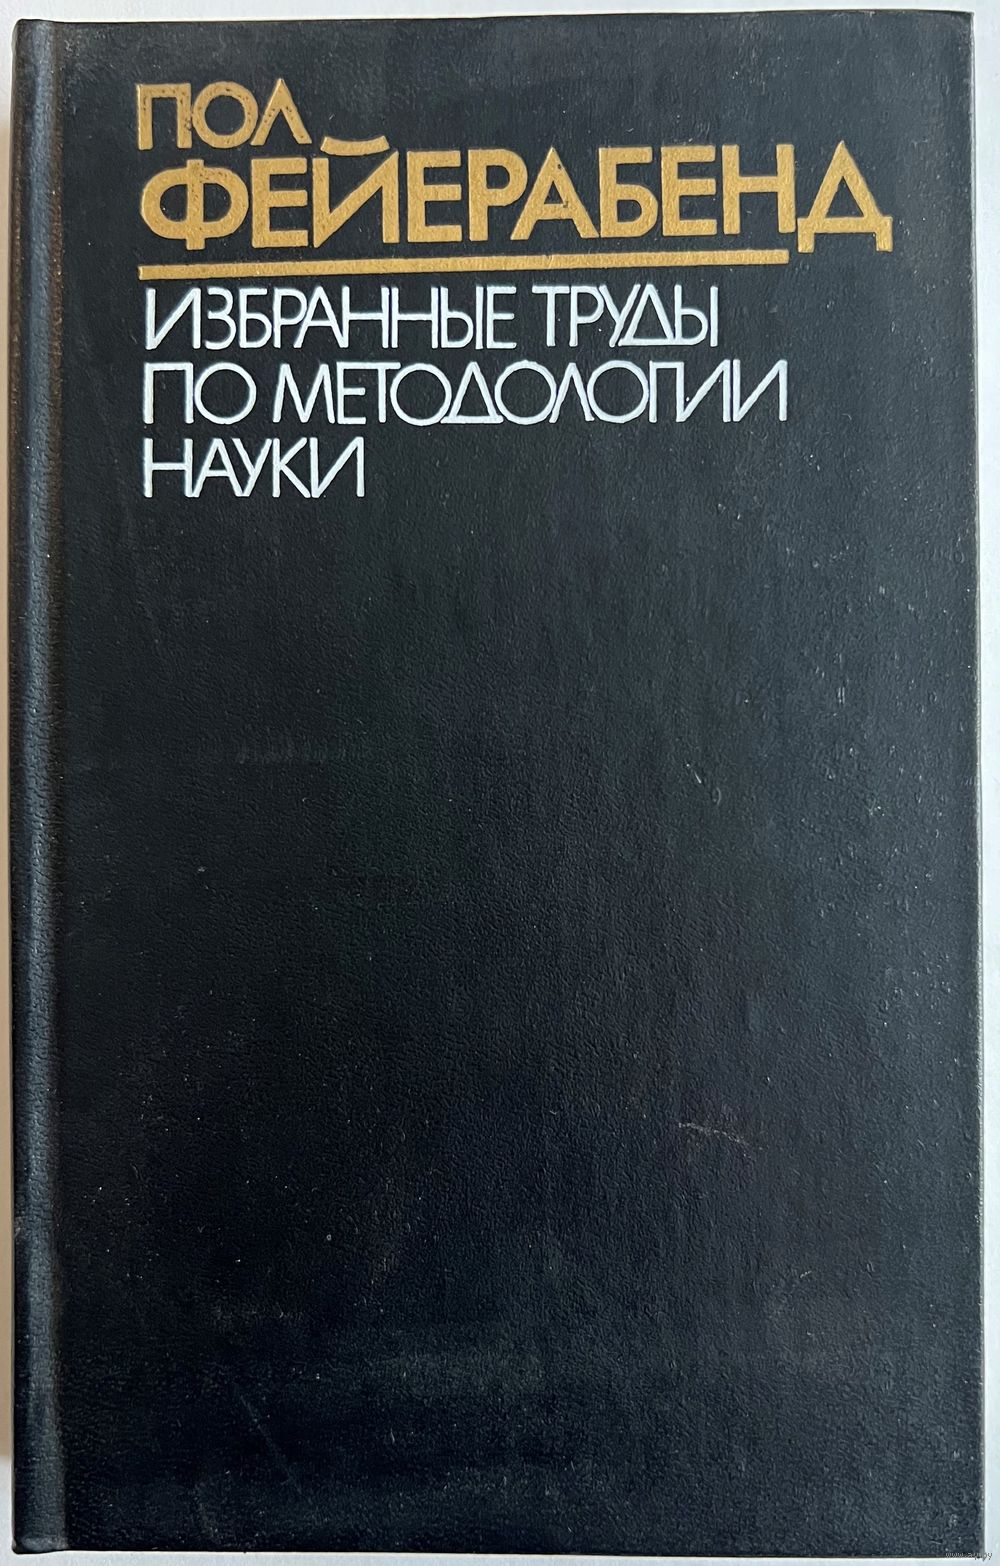 ПОЛ
ФЕЙЕРАБЕНД
ИЗБРАННЫЕ ТРУДЫ
ПО МЕТОДОЛОГИИ
НАУКИ